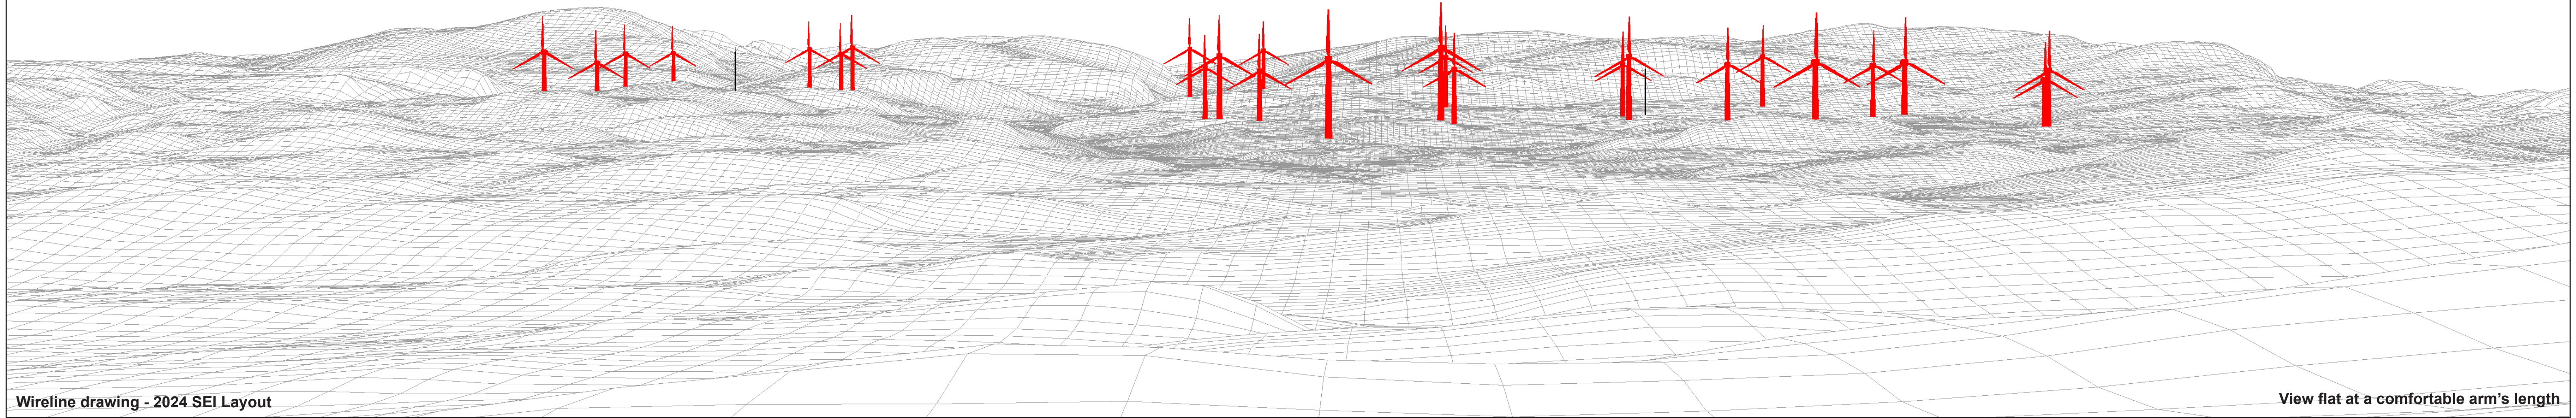 Wireline drawing - 2024 SEI Layout
View flat at a comfortable arm’s length